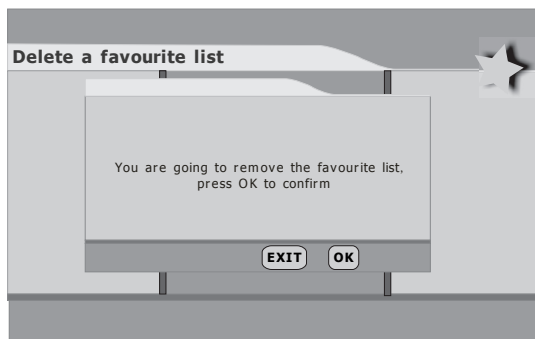 Delete a favourite list
You are going to remove the favourite list,
press OK to confirm
EXIT OK